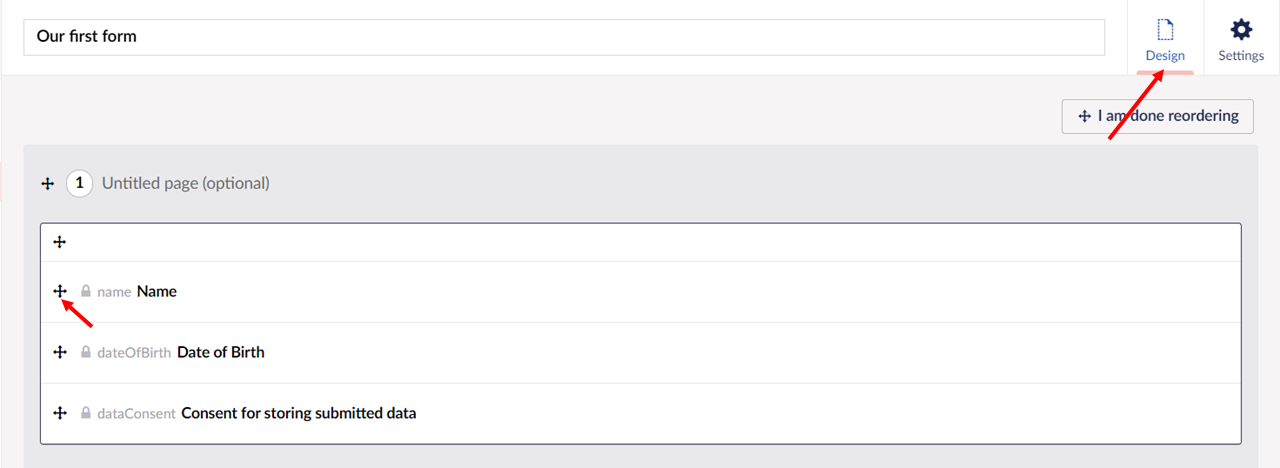 Our first form
Design
Settings
I am done reordering
1 Untitled page (optional)
name Name
dateOfBirth Date of Birth
dataConsent Consent for storing submitted data